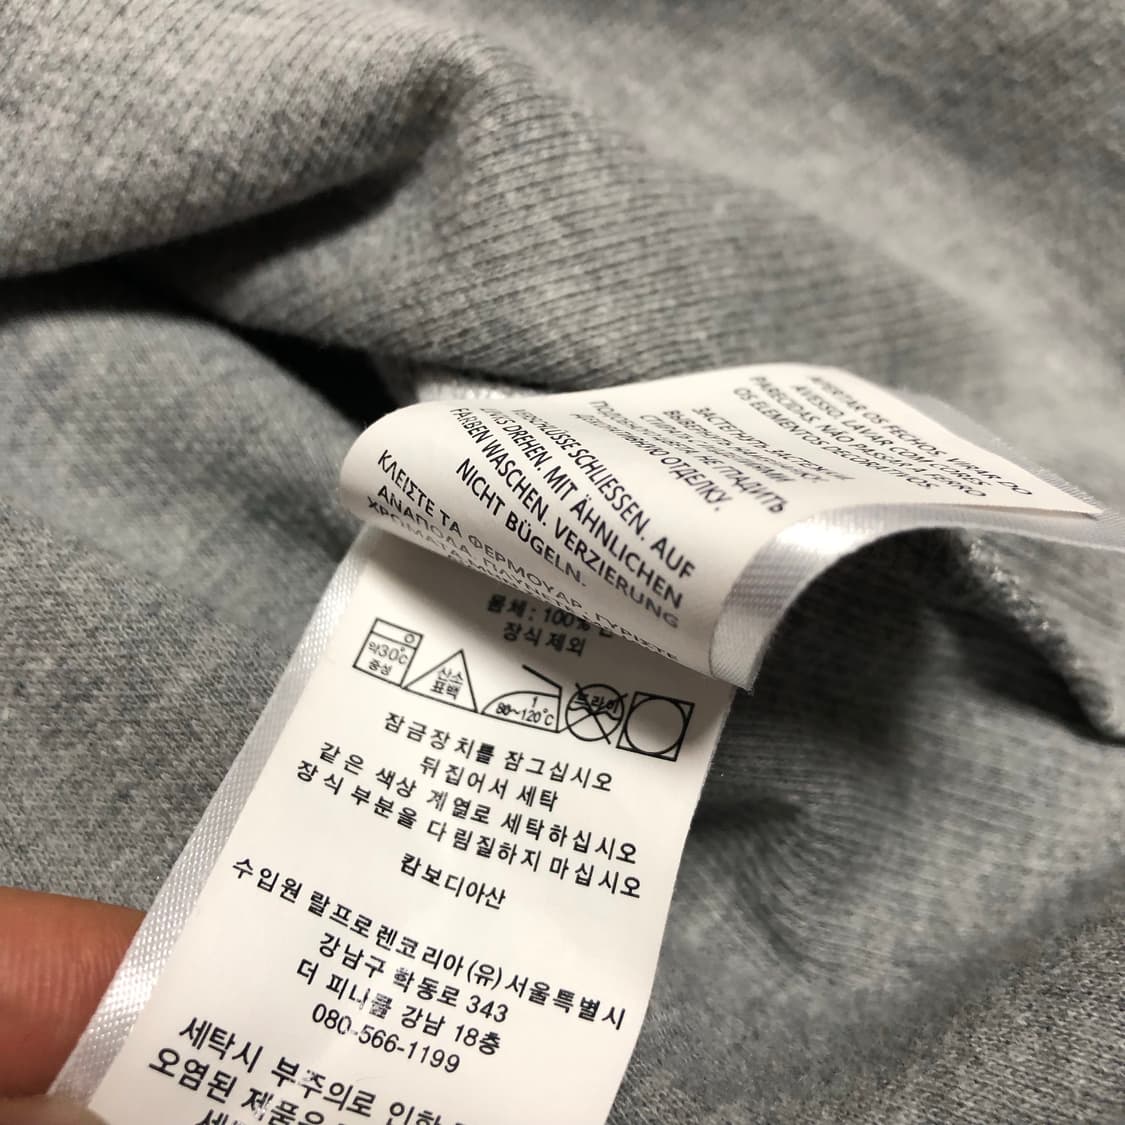 APERTAR OS FECHOS. VIRAR DO
AVESSO. LAVAR COM CORES
PARECIDAS. NÃO PASSAR A FERRO
OS ELEMENTOS DECORATIVOS.
ЗАСТЕГНУТЬ ЗАСТЕЖКИ.
НЕ ГЛАДИТЬ
ОТДЕЛКУ.
VERSCHLÜSSE SCHLIESSEN. AUF
LINKS DREHEN. MIT ÄHNLICHEN
FARBEN WASCHEN. VERZIERUNG
NICHT BÜGELN.
ΚΛΕΙΣΤΕ ΤΑ ΦΕΡΜΟΥΑΡ. ΓΥΡΙΣΤΕ
ΑΝΑΠΟΔΑ. ΠΛΥΝΕΤΕ
ΧΡΩΜΑΤΑ.
몸체: 100%
장식 제외
약30℃
중성
산소
표백
1
80~120℃
드라이
잠금장치를 잠그십시오
뒤집어서 세탁
같은 색상 계열로 세탁하십시오
장식 부분을 다림질하지 마십시오
캄보디아산
수입원 랄프로렌코리아(유)서울특별시
강남구 학동로 343
더 피나클 강남 18층
080-566-1199
세탁시 부주의로 인한
오염된 제품은